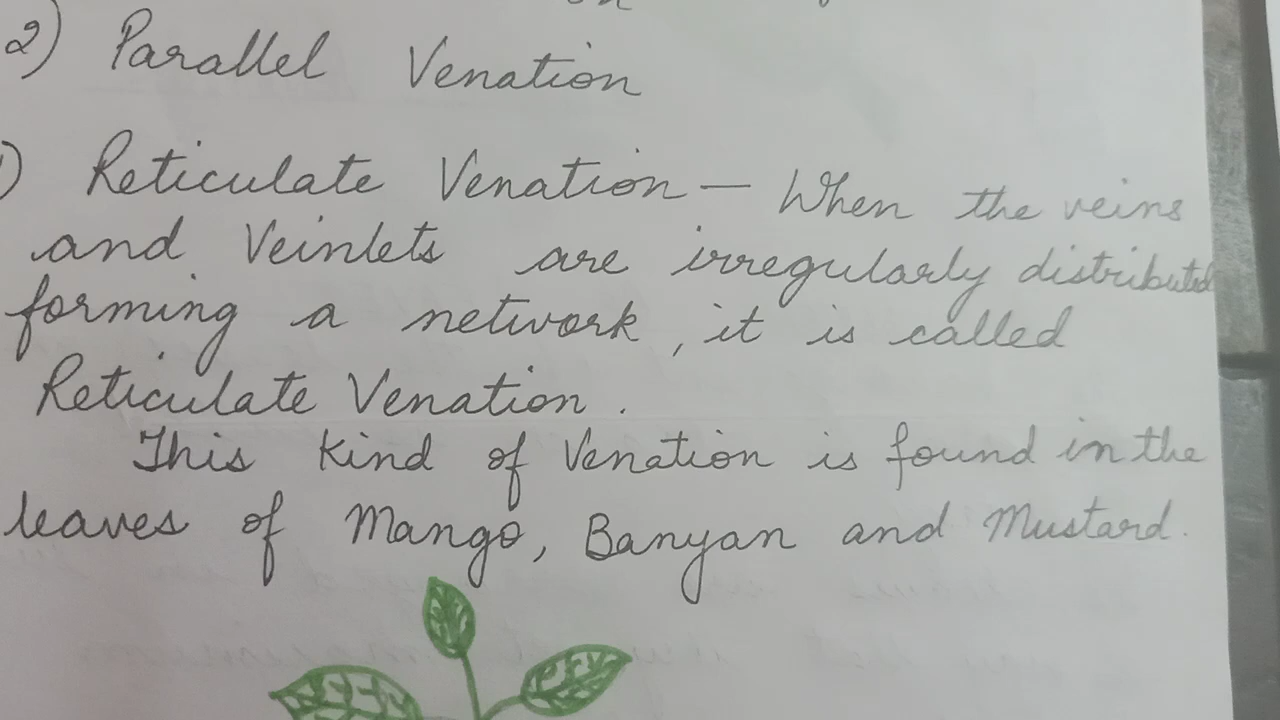 2) Parallel Venation
) Reticulate Venation – When the veins
and Veinlets are irregularly distributed
forming a network, it is called
Reticulate Venation.
This kind of Venation is found in the
leaves of Mango, Banyan and Mustard.